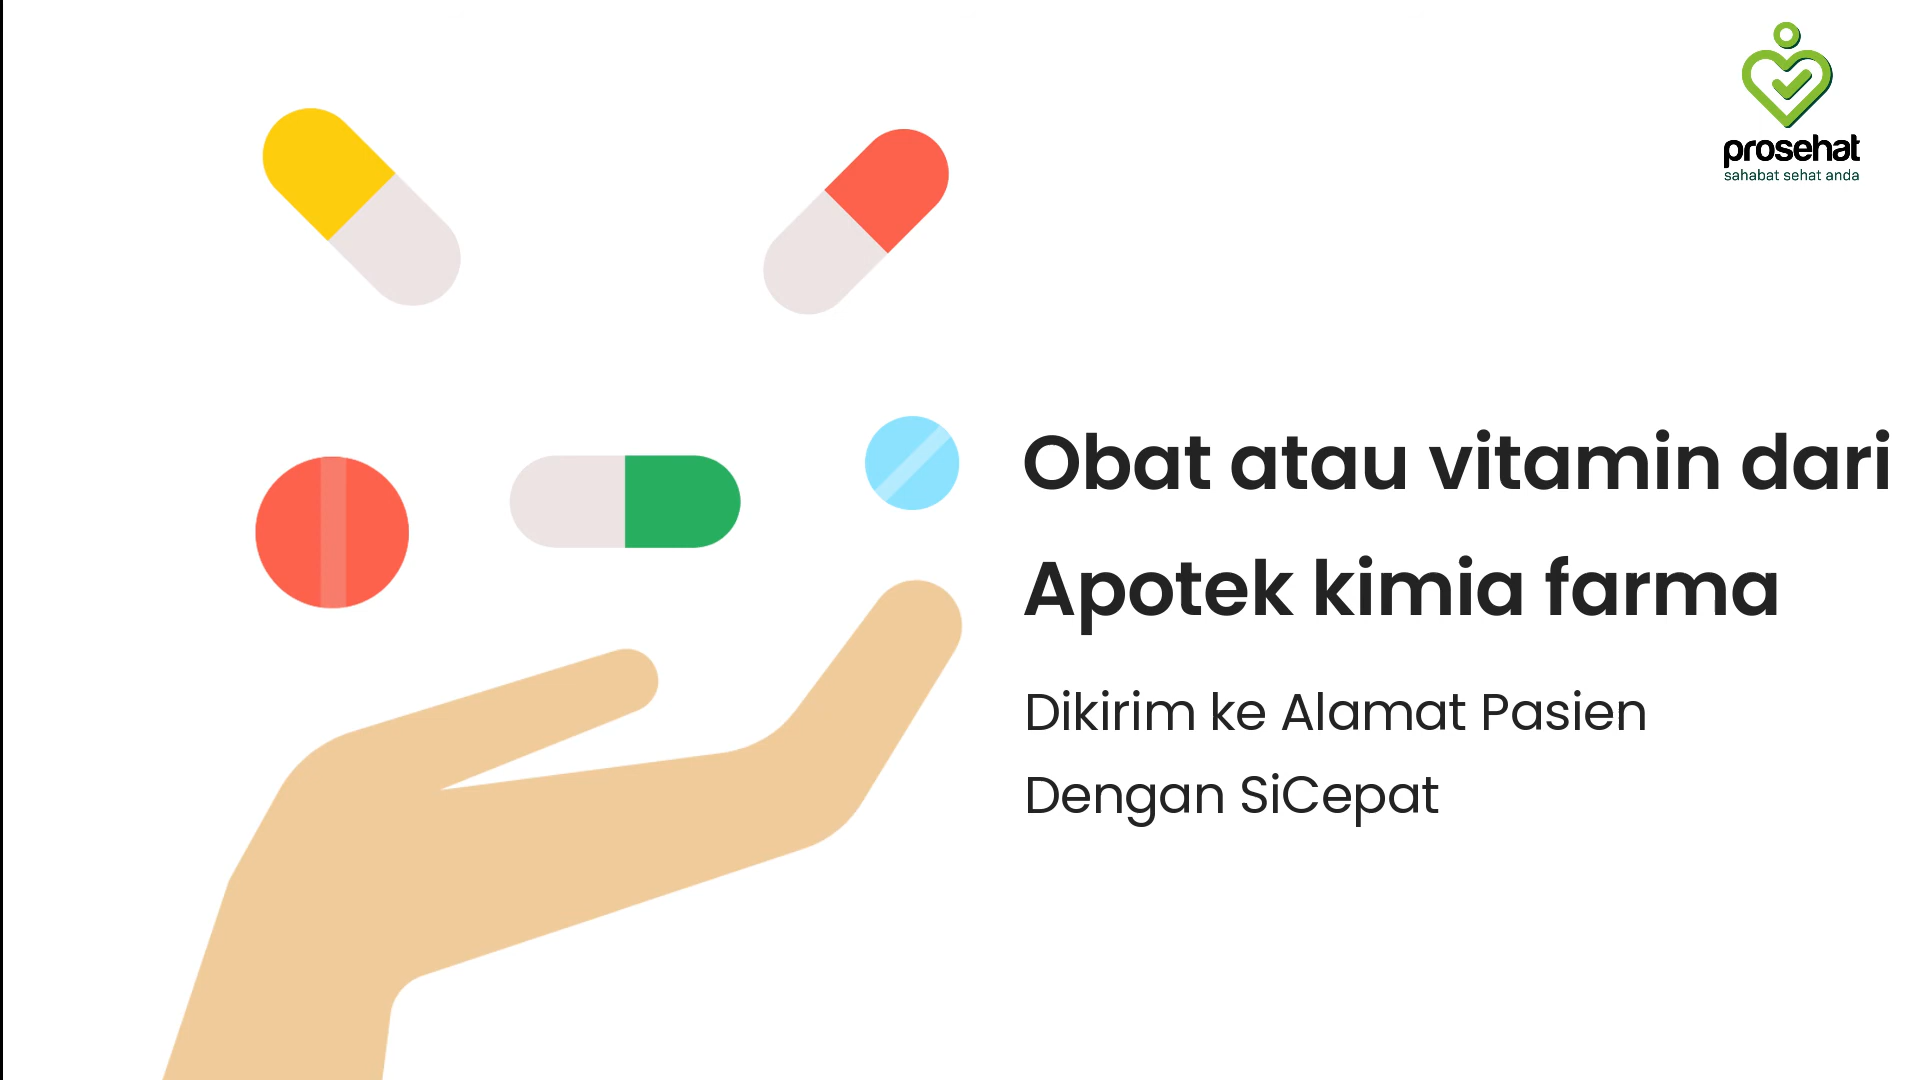 prosehat
sahabat sehat anda
Obat atau vitamin dari
Apotek kimia farma
Dikirim ke Alamat Pasien
Dengan SiCepat